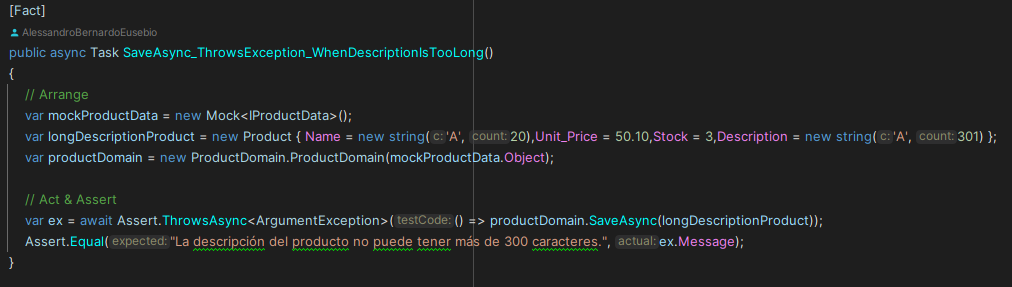 [Fact]
AlessandroBernardoEusebio
public async Task SaveAsync_ThrowsException_WhenDescriptionIsTooLong()
{
// Arrange
var mockProductData = new Mock<IProductData>();
var longDescriptionProduct = new Product { Name = new string( c: 'A', count: 20),Unit_Price = 50.10,Stock = 3,Description = new string( c: 'A', count: 301) };
var productDomain = new ProductDomain.ProductDomain(mockProductData.Object);
// Act & Assert
var ex = await Assert.ThrowsAsync<ArgumentException>( testCode: () => productDomain.SaveAsync(longDescriptionProduct));
Assert.Equal( expected: "La descripción del producto no puede tener más de 300 caracteres.", actual: ex.Message);
}